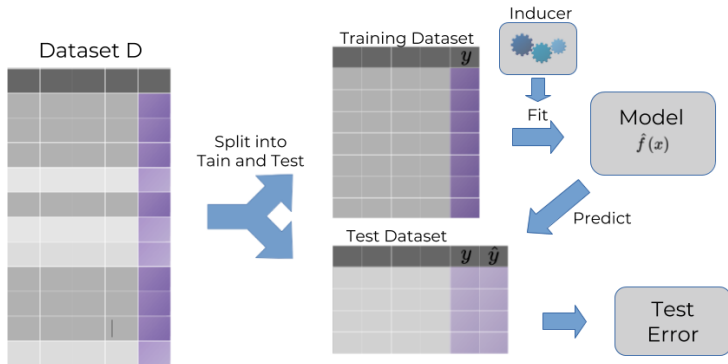 Dataset D
Split into
Tain and Test
Training Dataset
y
Inducer
Fit
Model
f̂(x)
Predict
Test Dataset
y ŷ
Test
Error